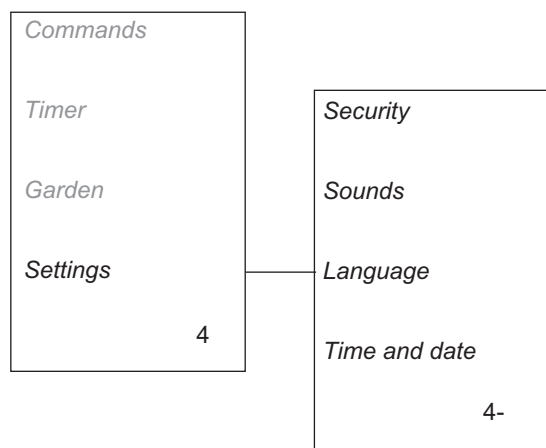 Commands
Timer
Garden
Settings
4
Security
Sounds
Language
Time and date
4-